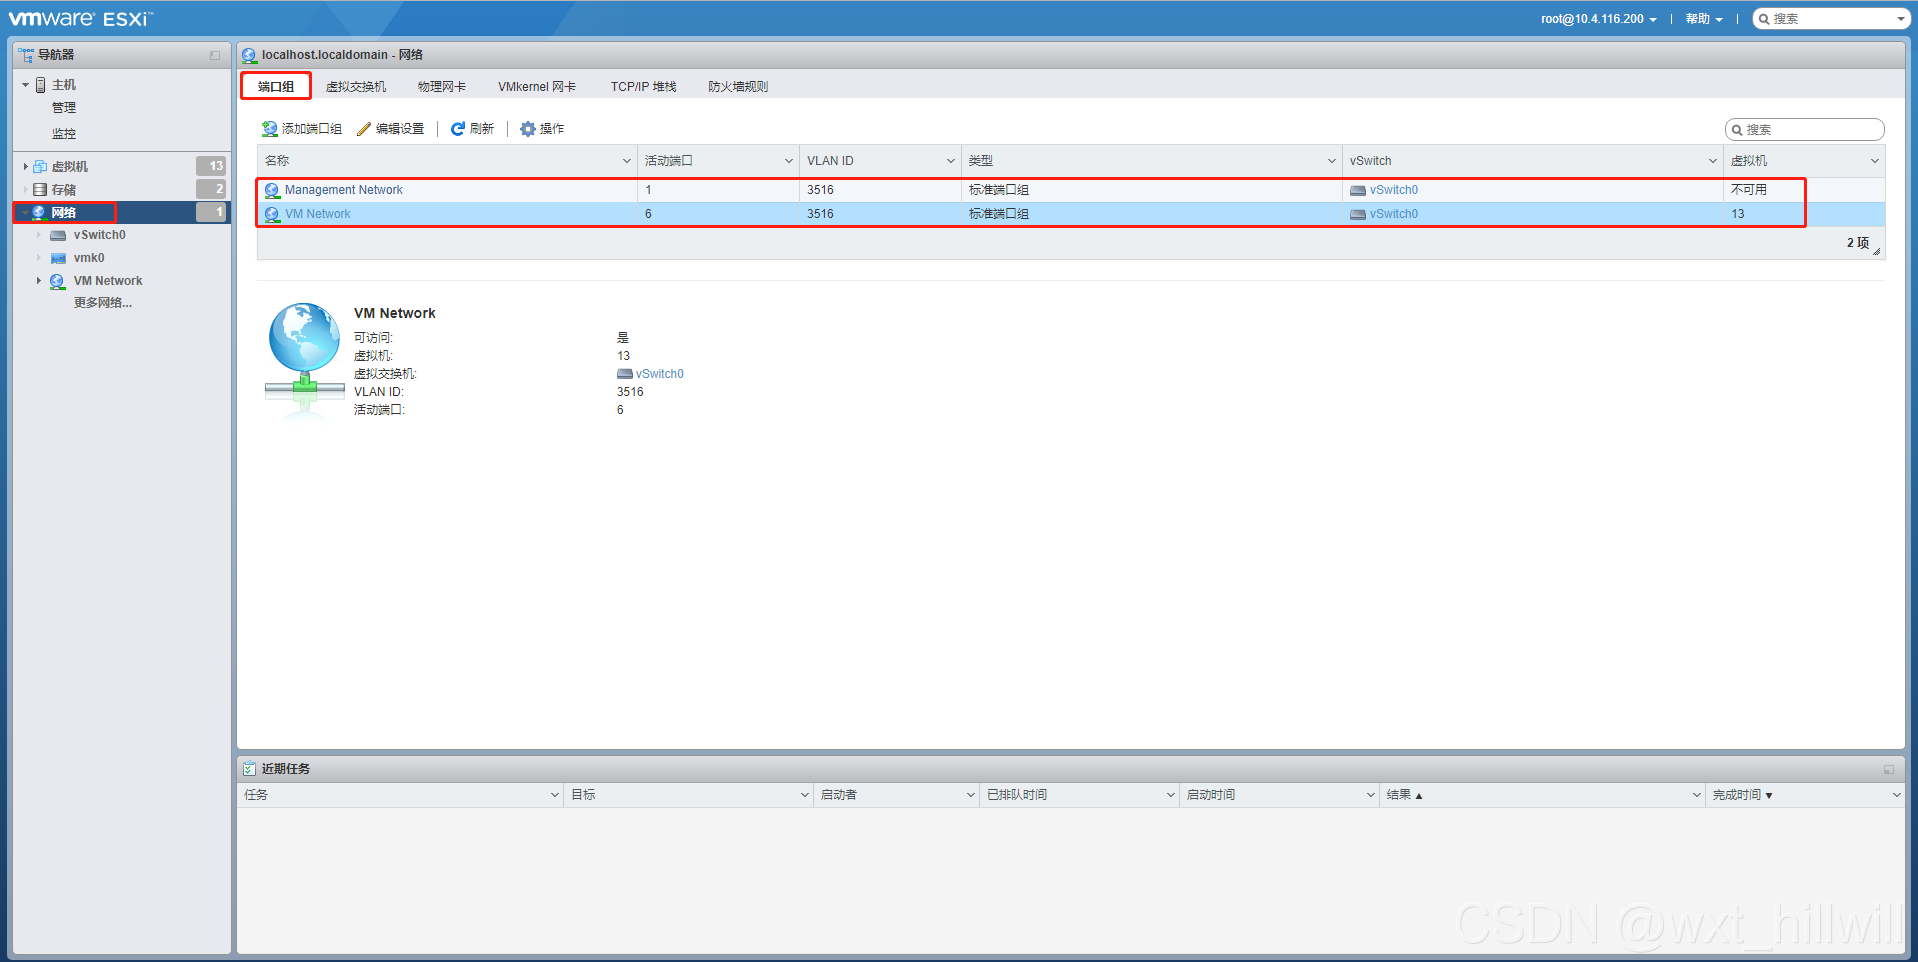 vmware ESXi™
root@10.4.116.200 | 帮助 | 搜索
导航器
主机
管理
监控
虚拟机 13
存储 2
网络 1
vSwitch0
vmk0
VM Network
更多网络...
localhost.localdomain - 网络
端口组 虚拟交换机 物理网卡 VMkernel 网卡 TCP/IP 堆栈 防火墙规则
添加端口组 编辑设置 | 刷新 | 操作 搜索
名称 活动端口 VLAN ID 类型 vSwitch 虚拟机
Management Network 1 3516 标准端口组 vSwitch0 不可用
VM Network 6 3516 标准端口组 vSwitch0 13
2 项
VM Network
可访问: 是
虚拟机: 13
虚拟交换机: vSwitch0
VLAN ID: 3516
活动端口: 6
近期任务
任务 目标 启动者 已排队时间 启动时间 结果 ▲ 完成时间 ▼
CSDN @wxt_hillwill